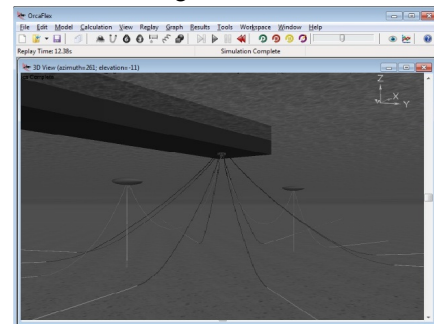 OrcaFlex
File Edit Model Calculation View Replay Graph Results Tools Workspace Window Help
Replay Time: 12.38s Simulation Complete
3D View (azimuth=261; elevation=-11)
Z
X
Y